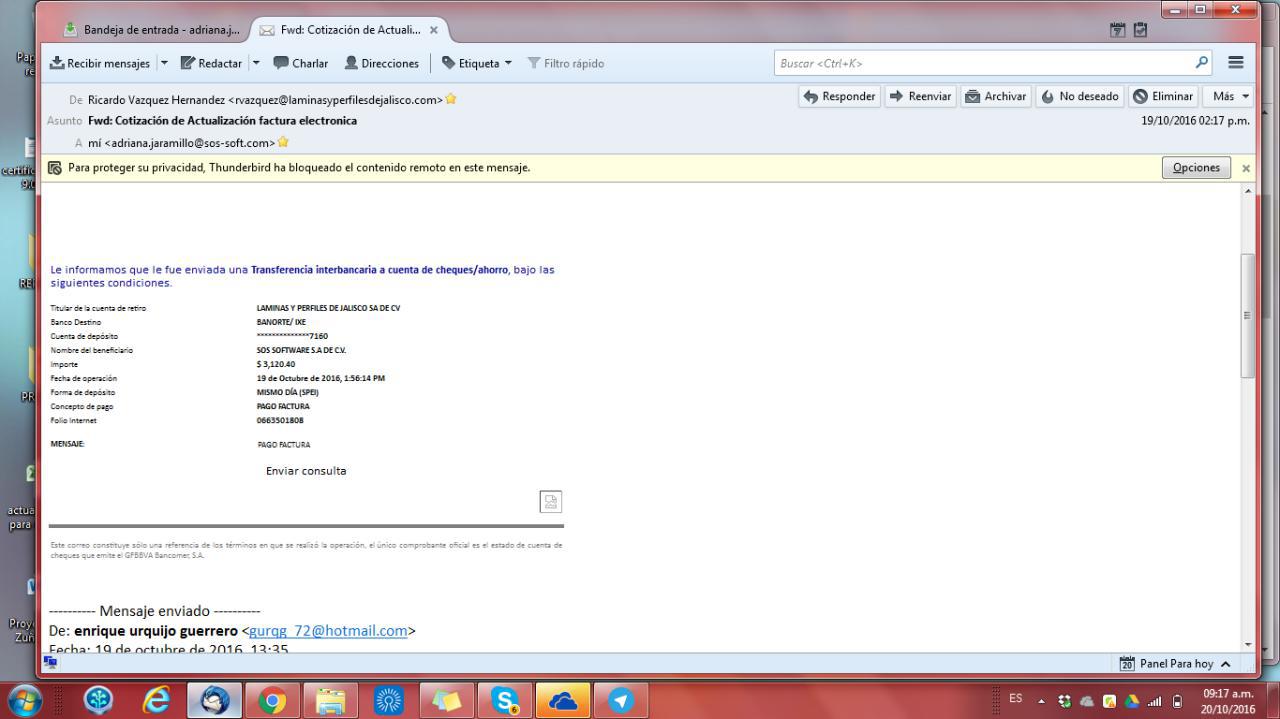 Bandeja de entrada - adriana.j...
Fwd: Cotización de Actuali...
Recibir mensajes
Redactar
Charlar
Direcciones
Etiqueta
Filtro rápido
Buscar <Ctrl+K>
De Ricardo Vazquez Hernandez <rvazquez@laminasyperfilesdejalisco.com>
Responder
Reenviar
Archivar
No deseado
Eliminar
Más
Asunto Fwd: Cotización de Actualización factura electronica
19/10/2016 02:17 p.m.
A mí <adriana.jaramillo@sos-soft.com>
Para proteger su privacidad, Thunderbird ha bloqueado el contenido remoto en este mensaje.
Opciones
Le informamos que le fue enviada una Transferencia interbancaria a cuenta de cheques/ahorro, bajo las
siguientes condiciones.
Titular de la cuenta de retiro LAMINAS Y PERFILES DE JALISCO SA DE CV
Banco Destino BANORTE/ IXE
Cuenta de depósito **************7160
Nombre del beneficiario SOS SOFTWARE S.A DE C.V.
Importe $ 3,120.40
Fecha de operación 19 de Octubre de 2016, 1:56:14 PM
Forma de depósito MISMO DÍA (SPEI)
Concepto de pago PAGO FACTURA
Folio Internet 0663501808
MENSAJE: PAGO FACTURA
Enviar consulta
Este correo constituye sólo una referencia de los términos en que se realizó la operación, el único comprobante oficial es el estado de cuenta de
cheques que emite el GFBBVA Bancomer, S.A.
---------- Mensaje enviado ----------
De: enrique urquijo guerrero <gurqg_72@hotmail.com>
Fecha: 19 de octubre de 2016, 13:35
20 Panel Para hoy
ES
09:17 a.m.
20/10/2016